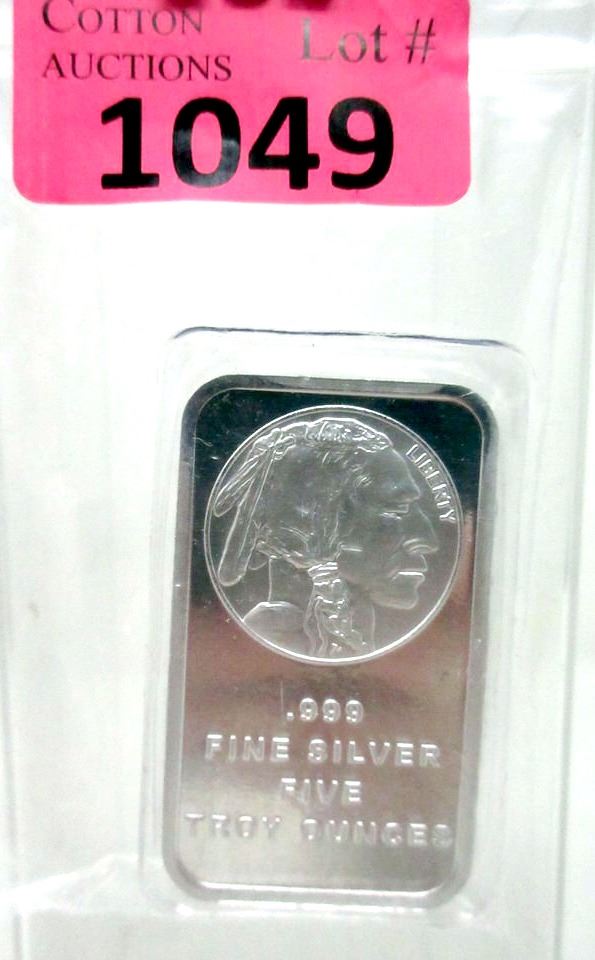 COTTON
AUCTIONS
Lot #
1049
LIBERTY
.999
FINE SILVER
FIVE
TROY OUNCES